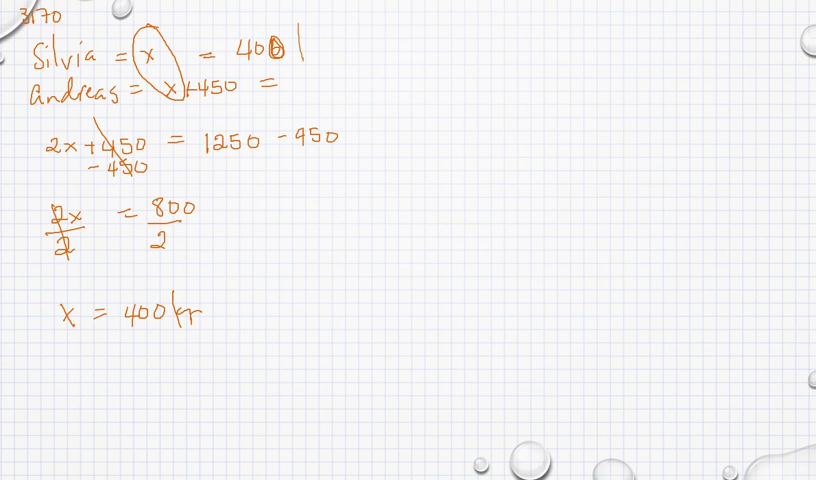 3170
Silvia = x = 400
Andreas = x+450 =
2x + 450 = 1250 - 450
- 450
2x = 800
2 2
x = 400 kr